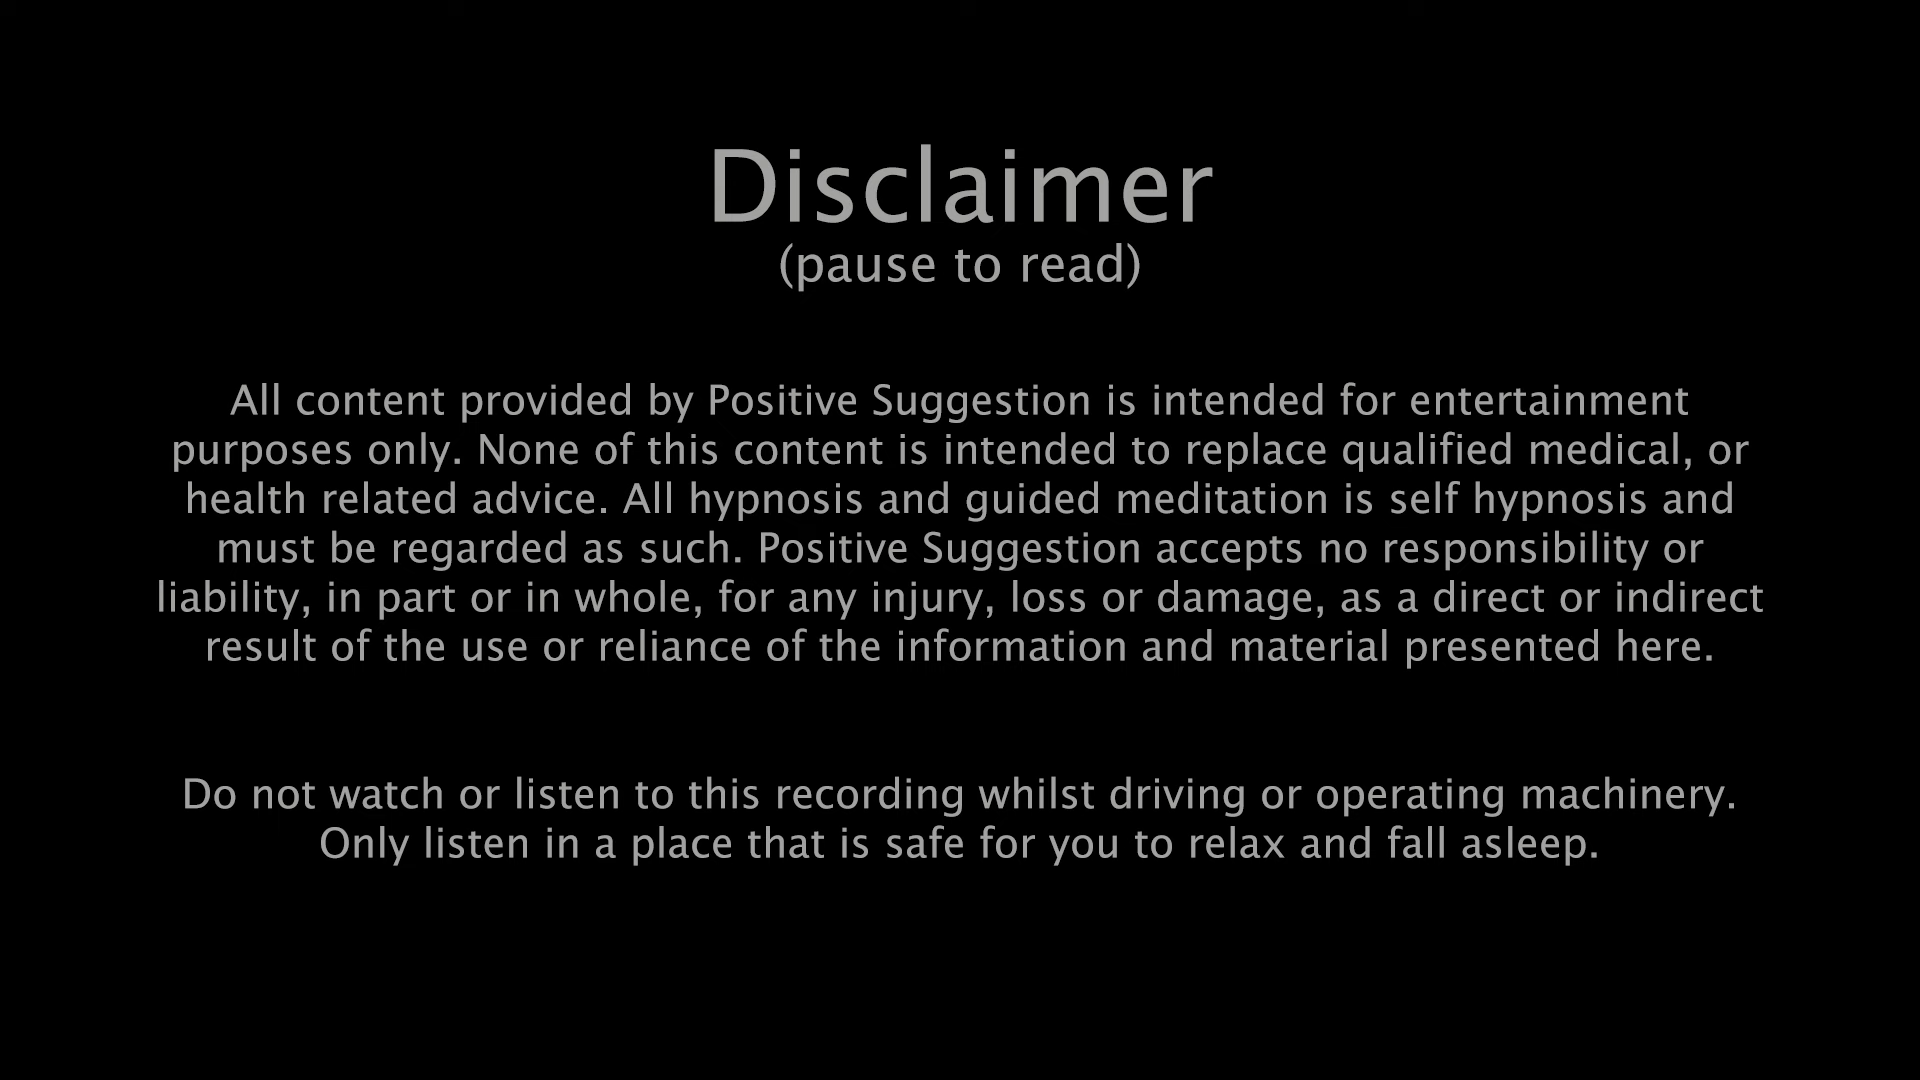 Disclaimer
(pause to read)
All content provided by Positive Suggestion is intended for entertainment
purposes only. None of this content is intended to replace qualified medical, or
health related advice. All hypnosis and guided meditation is self hypnosis and
must be regarded as such. Positive Suggestion accepts no responsibility or
liability, in part or in whole, for any injury, loss or damage, as a direct or indirect
result of the use or reliance of the information and material presented here.
Do not watch or listen to this recording whilst driving or operating machinery.
Only listen in a place that is safe for you to relax and fall asleep.